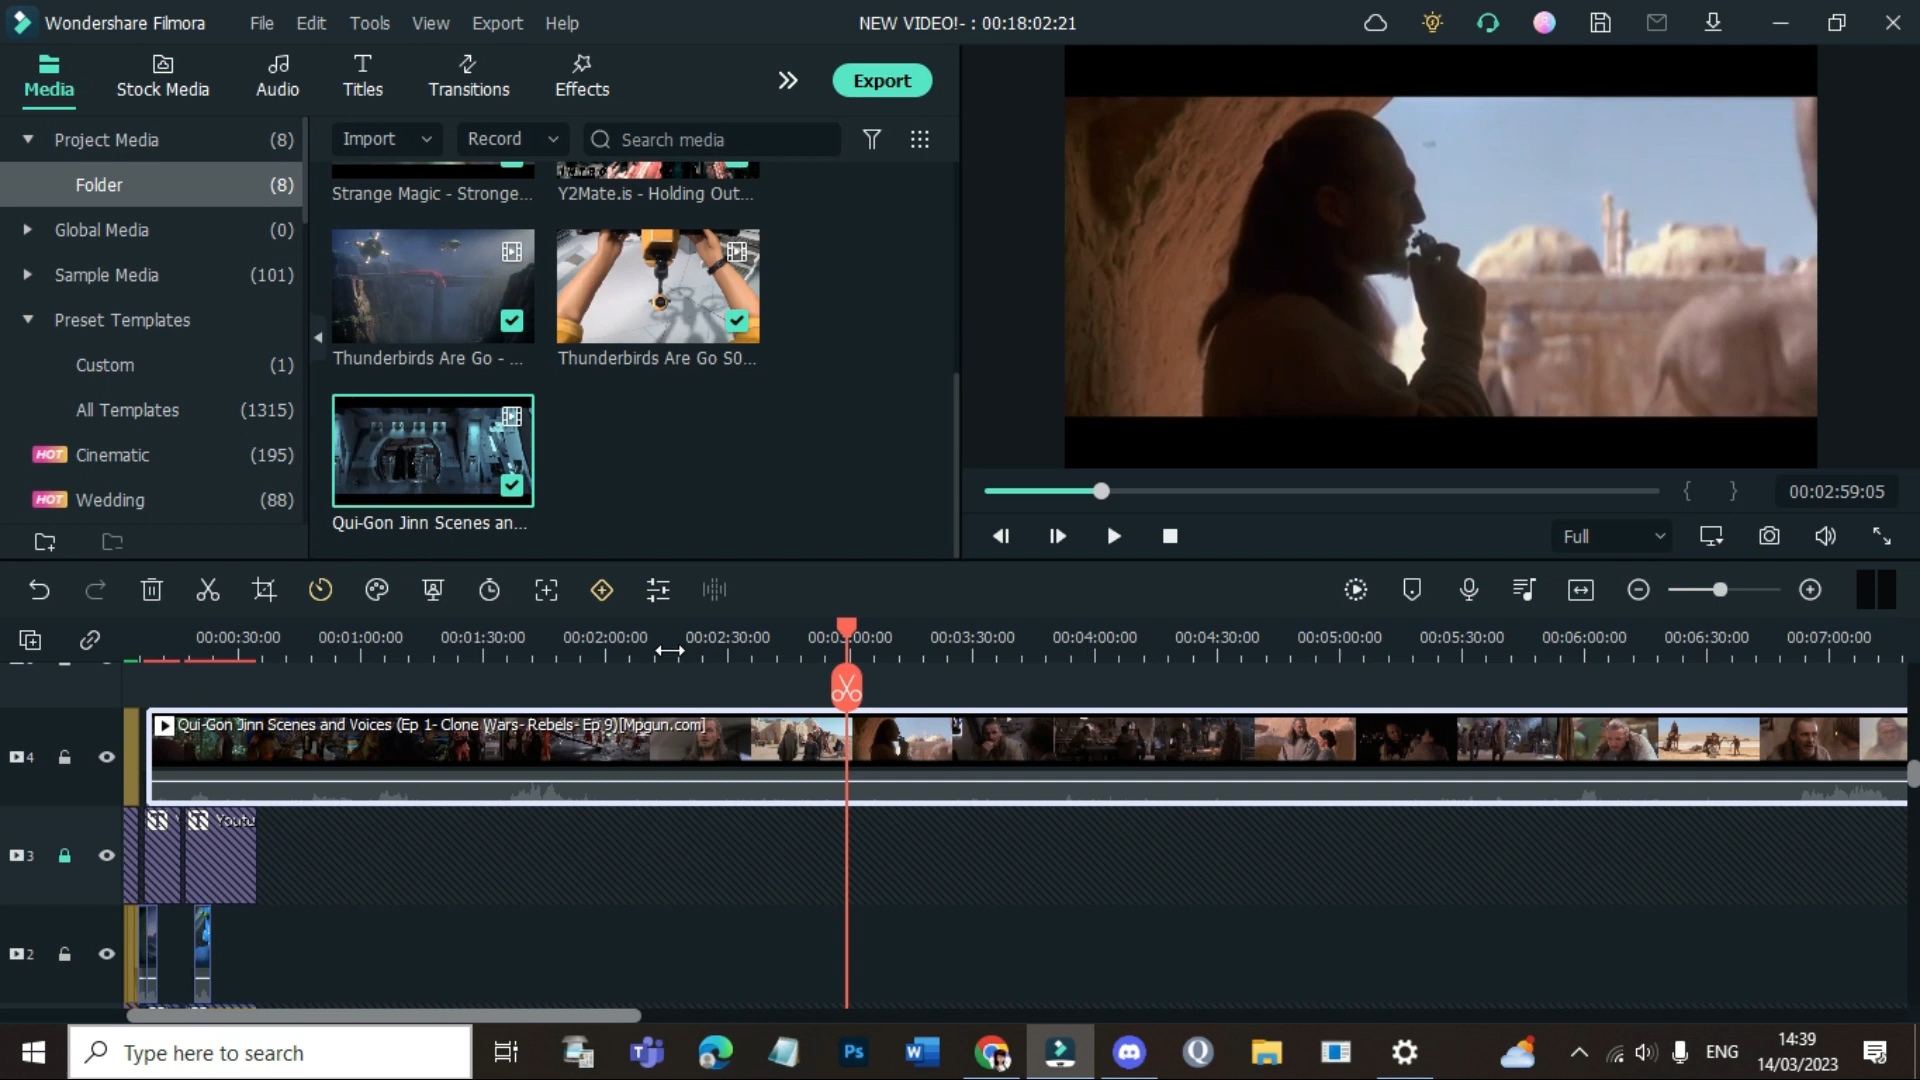 Wondershare Filmora File Edit Tools View Export Help NEW VIDEO!- : 00:18:02:21
Media Stock Media Audio Titles Transitions Effects Export
Project Media (8)
Folder (8)
Global Media (0)
Sample Media (101)
Preset Templates
Custom (1)
All Templates (1315)
HOT Cinematic (195)
HOT Wedding (88)
Import Record Search media
Strange Magic - Stronge... Y2Mate.is - Holding Out...
Thunderbirds Are Go - ... Thunderbirds Are Go S0...
Qui-Gon Jinn Scenes an...
{ } 00:02:59:05
Full
00:00:30:00 00:01:00:00 00:01:30:00 00:02:00:00 00:02:30:00 00:03:00:00 00:03:30:00 00:04:00:00 00:04:30:00 00:05:00:00 00:05:30:00 00:06:00:00 00:06:30:00 00:07:00:00
Qui-Gon Jinn Scenes and Voices (Ep 1- Clone Wars- Rebels- Ep 9)[Mpgun.com]
4
T T Youtu
3
2
Type here to search Ps W ENG 14:39
14/03/2023